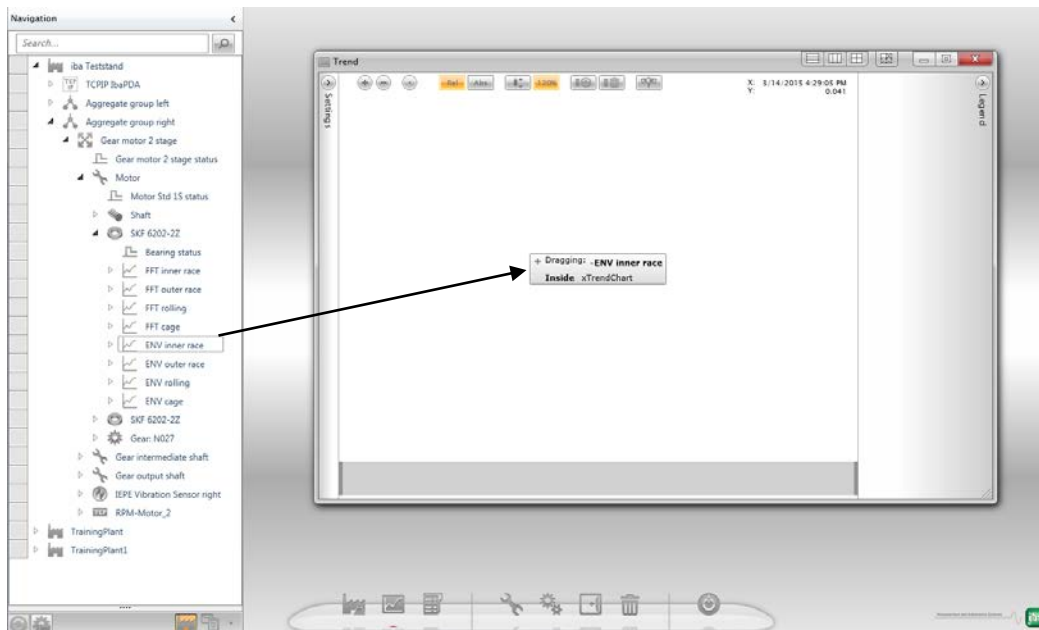 Navigation
Search...
iba Teststand
TCPIP IbaPDA
Aggregate group left
Aggregate group right
Gear motor 2 stage
Gear motor 2 stage status
Motor
Motor Std 1S status
Shaft
SKF 6202-2Z
Bearing status
FFT inner race
FFT outer race
FFT rolling
FFT cage
ENV inner race
ENV outer race
ENV rolling
ENV cage
SKF 6202-2Z
Gear: N027
Gear intermediate shaft
Gear output shaft
IEPE Vibration Sensor right
RPM-Motor_2
TrainingPlant
TrainingPlant1
Trend
Settings
Rel Abs 120%
X: 3/14/2015 4:29:05 PM
Y: 0.041
Legend
+ Dragging: -ENV inner race
Inside xTrendChart